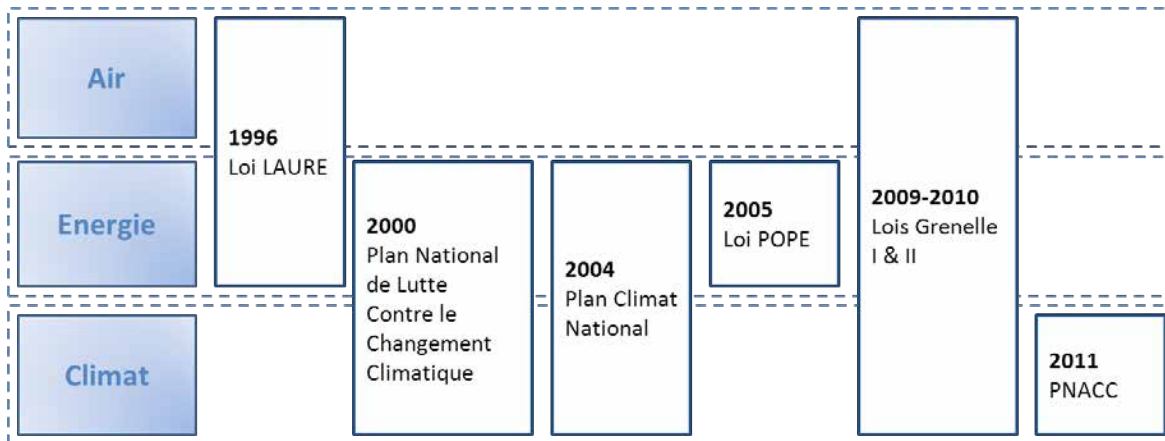 Air
Energie
Climat
1996
Loi LAURE
2000
Plan National
de Lutte
Contre le
Changement
Climatique
2004
Plan Climat
National
2005
Loi POPE
2009-2010
Lois Grenelle
I & II
2011
PNACC